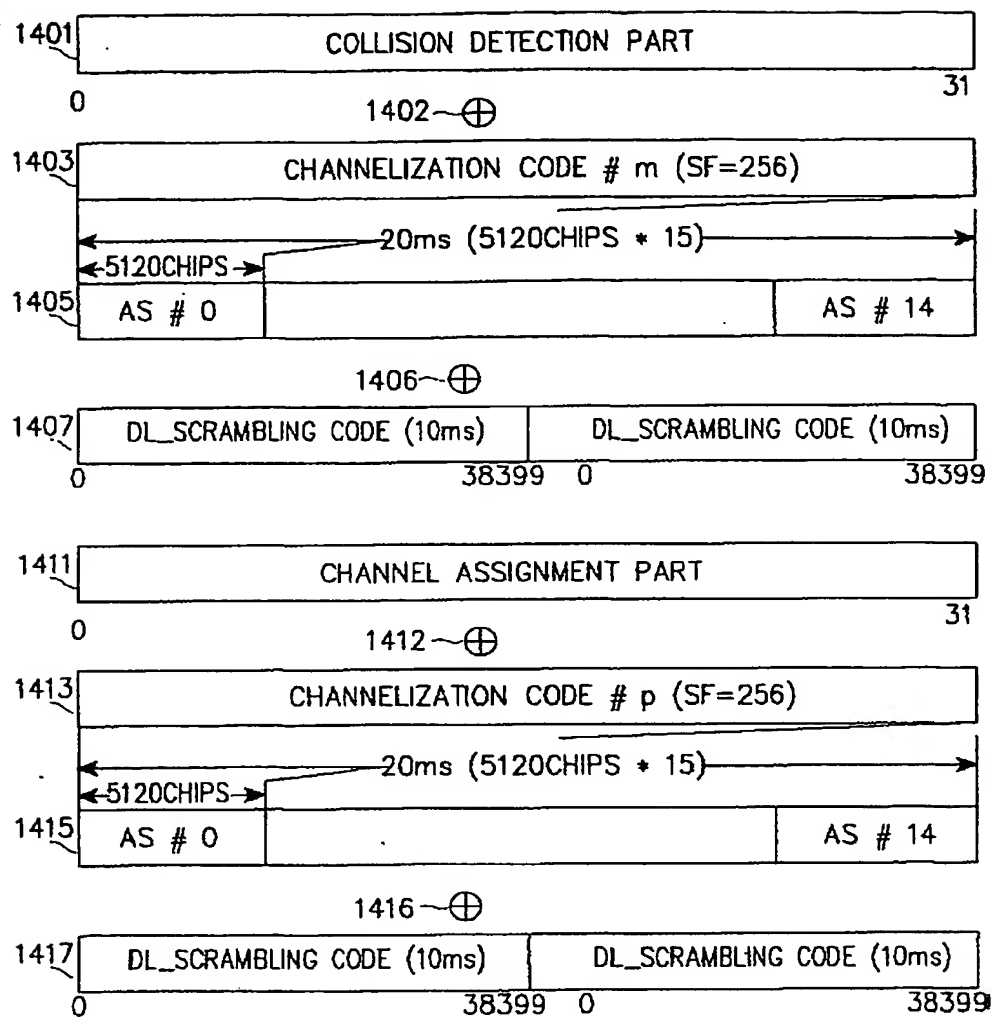 1401 COLLISION DETECTION PART
0 31
1402
1403 CHANNELIZATION CODE # m (SF=256)
20ms (5120CHIPS * 15)
5120CHIPS
1405 AS # 0 AS # 14
1406
1407 DL_SCRAMBLING CODE (10ms) DL_SCRAMBLING CODE (10ms)
0 38399 0 38399
1411 CHANNEL ASSIGNMENT PART
0 31
1412
1413 CHANNELIZATION CODE # p (SF=256)
20ms (5120CHIPS * 15)
5120CHIPS
1415 AS # 0 AS # 14
1416
1417 DL_SCRAMBLING CODE (10ms) DL_SCRAMBLING CODE (10ms)
0 38399 0 38399